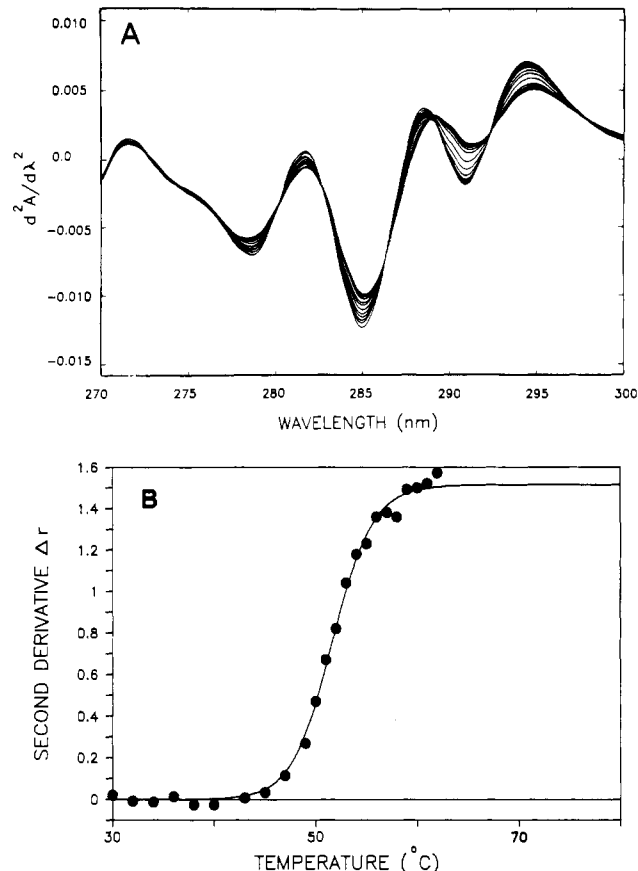 A
0.010
0.005
0.0
-0.005
-0.010
-0.015
d²A/dλ²
270 275 280 285 290 295 300
WAVELENGTH (nm)
B
1.6
1.4
1.2
1.0
0.8
0.6
0.4
0.2
0
SECOND DERIVATIVE Δr
30 50 70
TEMPERATURE (°C)